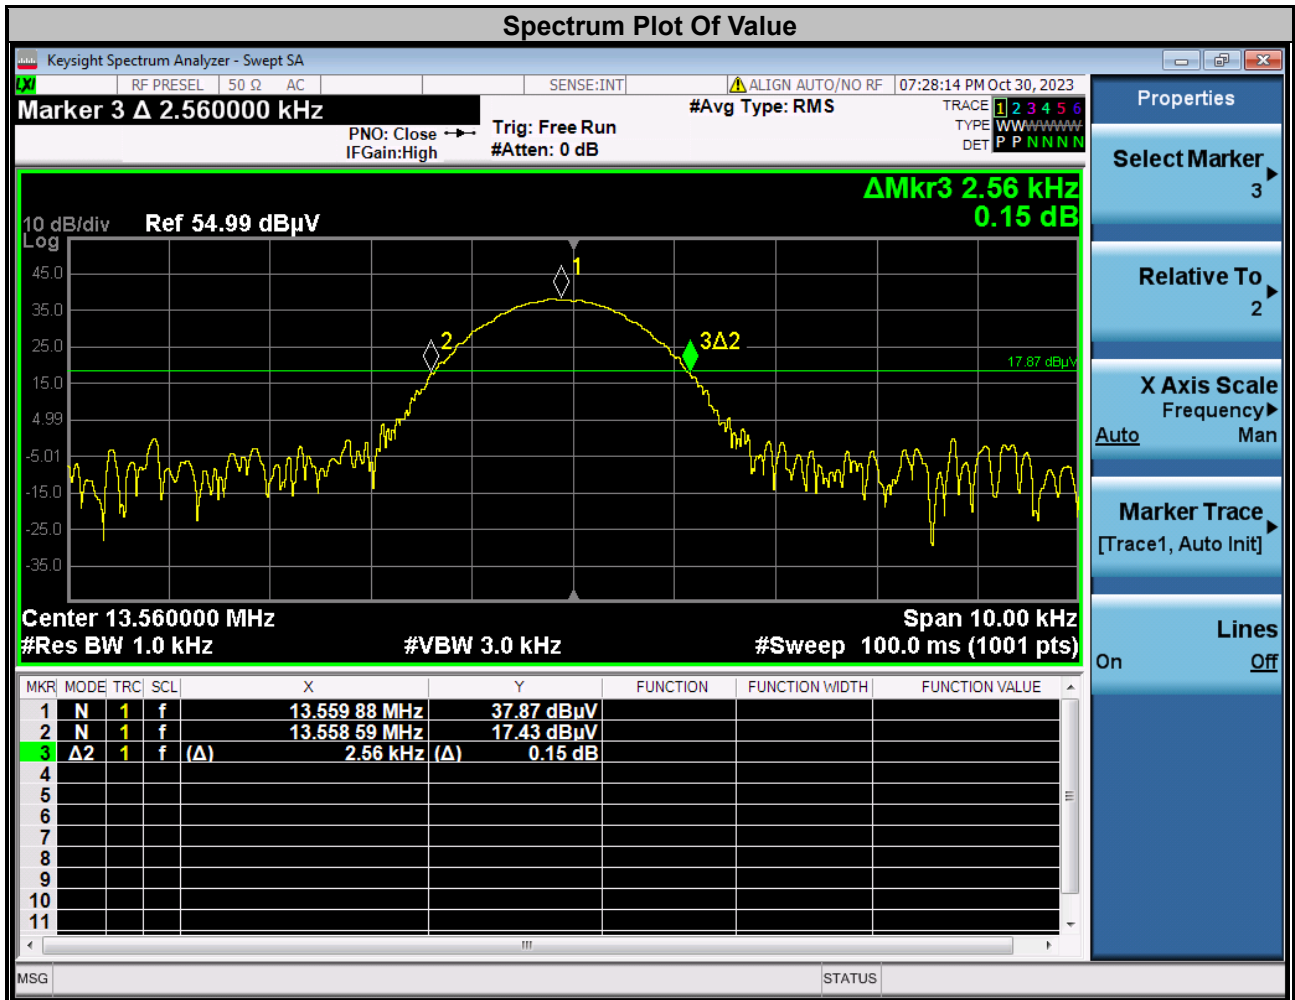 Spectrum Plot Of Value
Keysight Spectrum Analyzer - Swept SA
LXI RF PRESEL 50 Ω AC SENSE:INT ALIGN AUTO/NO RF 07:28:14 PM Oct 30, 2023
Marker 3 Δ 2.560000 kHz
PNO: Close
IFGain:High
Trig: Free Run
#Atten: 0 dB
#Avg Type: RMS
TRACE 1 2 3 4 5 6
TYPE WWWWWW
DET P P N N N N
ΔMkr3 2.56 kHz
0.15 dB
10 dB/div Ref 54.99 dBµV
Log
45.0
35.0
25.0
15.0
4.99
-5.01
-15.0
-25.0
-35.0
1
2
3Δ2
17.87 dBµV
Center 13.560000 MHz Span 10.00 kHz
#Res BW 1.0 kHz #VBW 3.0 kHz #Sweep 100.0 ms (1001 pts)
MKR MODE TRC SCL X Y FUNCTION FUNCTION WIDTH FUNCTION VALUE
1 N 1 f 13.559 88 MHz 37.87 dBµV
2 N 1 f 13.558 59 MHz 17.43 dBµV
3 Δ2 1 f (Δ) 2.56 kHz (Δ) 0.15 dB
4
5
6
7
8
9
10
11
MSG STATUS
Properties
Select Marker
3
Relative To
2
X Axis Scale
Frequency
Auto Man
Marker Trace
[Trace1, Auto Init]
Lines
On Off